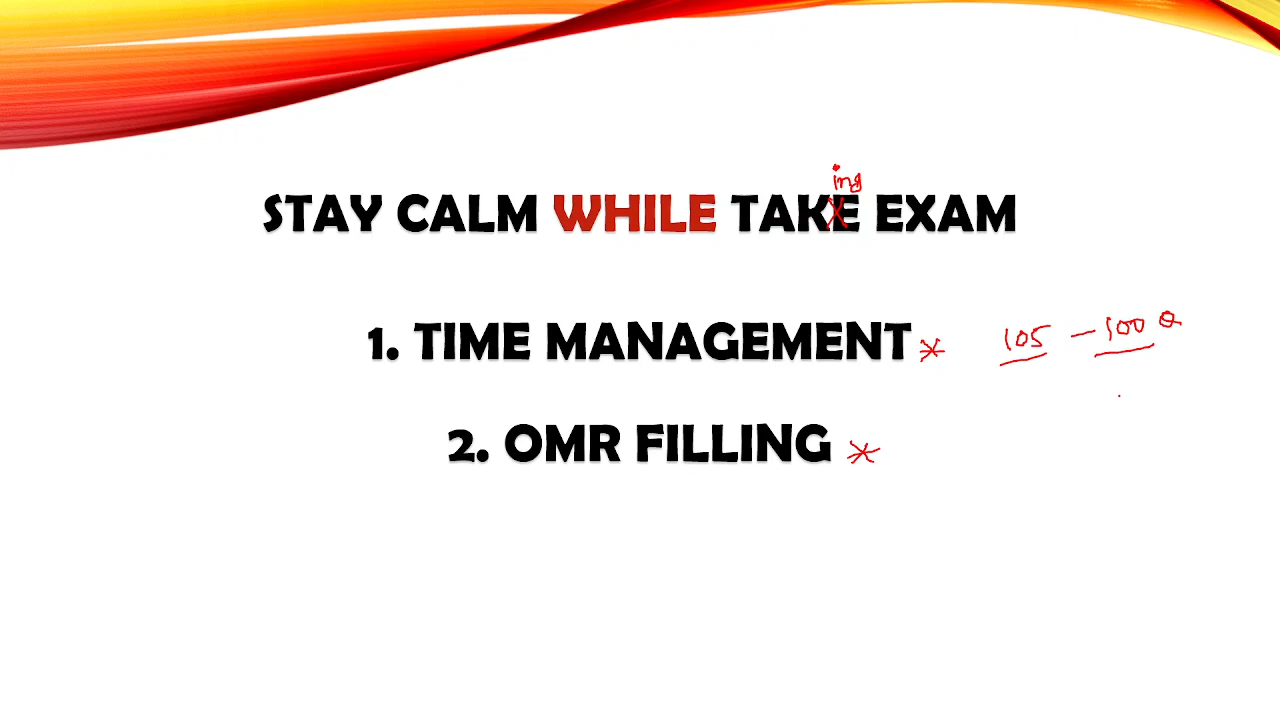 ing
STAY CALM WHILE TAKE EXAM
1. TIME MANAGEMENT * 105 - 100 Q
2. OMR FILLING *